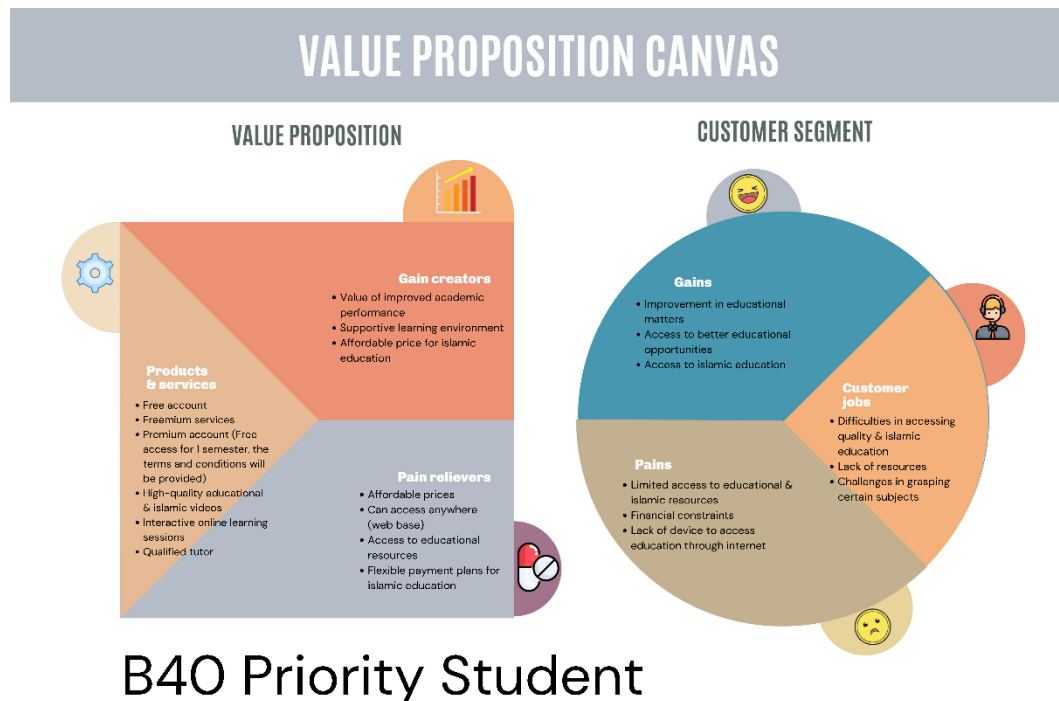 VALUE PROPOSITION CANVAS
VALUE PROPOSITION
CUSTOMER SEGMENT
Gain creators
• Value of improved academic
performance
• Supportive learning environment
• Affordable price for islamic
education
Products
& services
• Free account
• Freemium services
• Premium account (Free
access for 1 semester, the
terms and conditions will
be provided)
• High-quality educational
& islamic videos
• Interactive online learning
sessions
• Qualified tutor
Pain relievers
• Affordable prices
• Can access anywhere
(web base)
• Access to educational
resources
• Flexible payment plans for
islamic education
Gains
• Improvement in educational
matters
• Access to better educational
opportunities
• Access to islamic education
Customer
jobs
• Difficulties in accessing
quality & islamic
education
• Lack of resources
• Challenges in grasping
certain subjects
Pains
• Limited access to educational &
islamic resources
• Financial constraints
• Lack of device to access
education through internet
B40 Priority Student